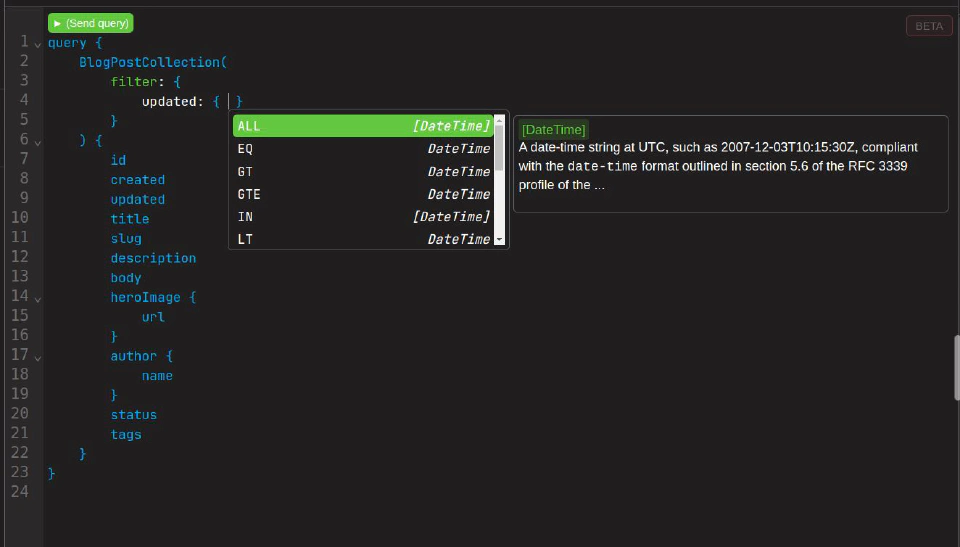 ► (Send query)
BETA
1 query {
2 BlogPostCollection(
3 filter: {
4 updated: { }
5 }
6 ) {
7 id
8 created
9 updated
10 title
11 slug
12 description
13 body
14 heroImage {
15 url
16 }
17 author {
18 name
19 }
20 status
21 tags
22 }
23 }
24
ALL [DateTime]
EQ DateTime
GT DateTime
GTE DateTime
IN [DateTime]
LT DateTime
[DateTime]
A date-time string at UTC, such as 2007-12-03T10:15:30Z, compliant
with the date-time format outlined in section 5.6 of the RFC 3339
profile of the ...